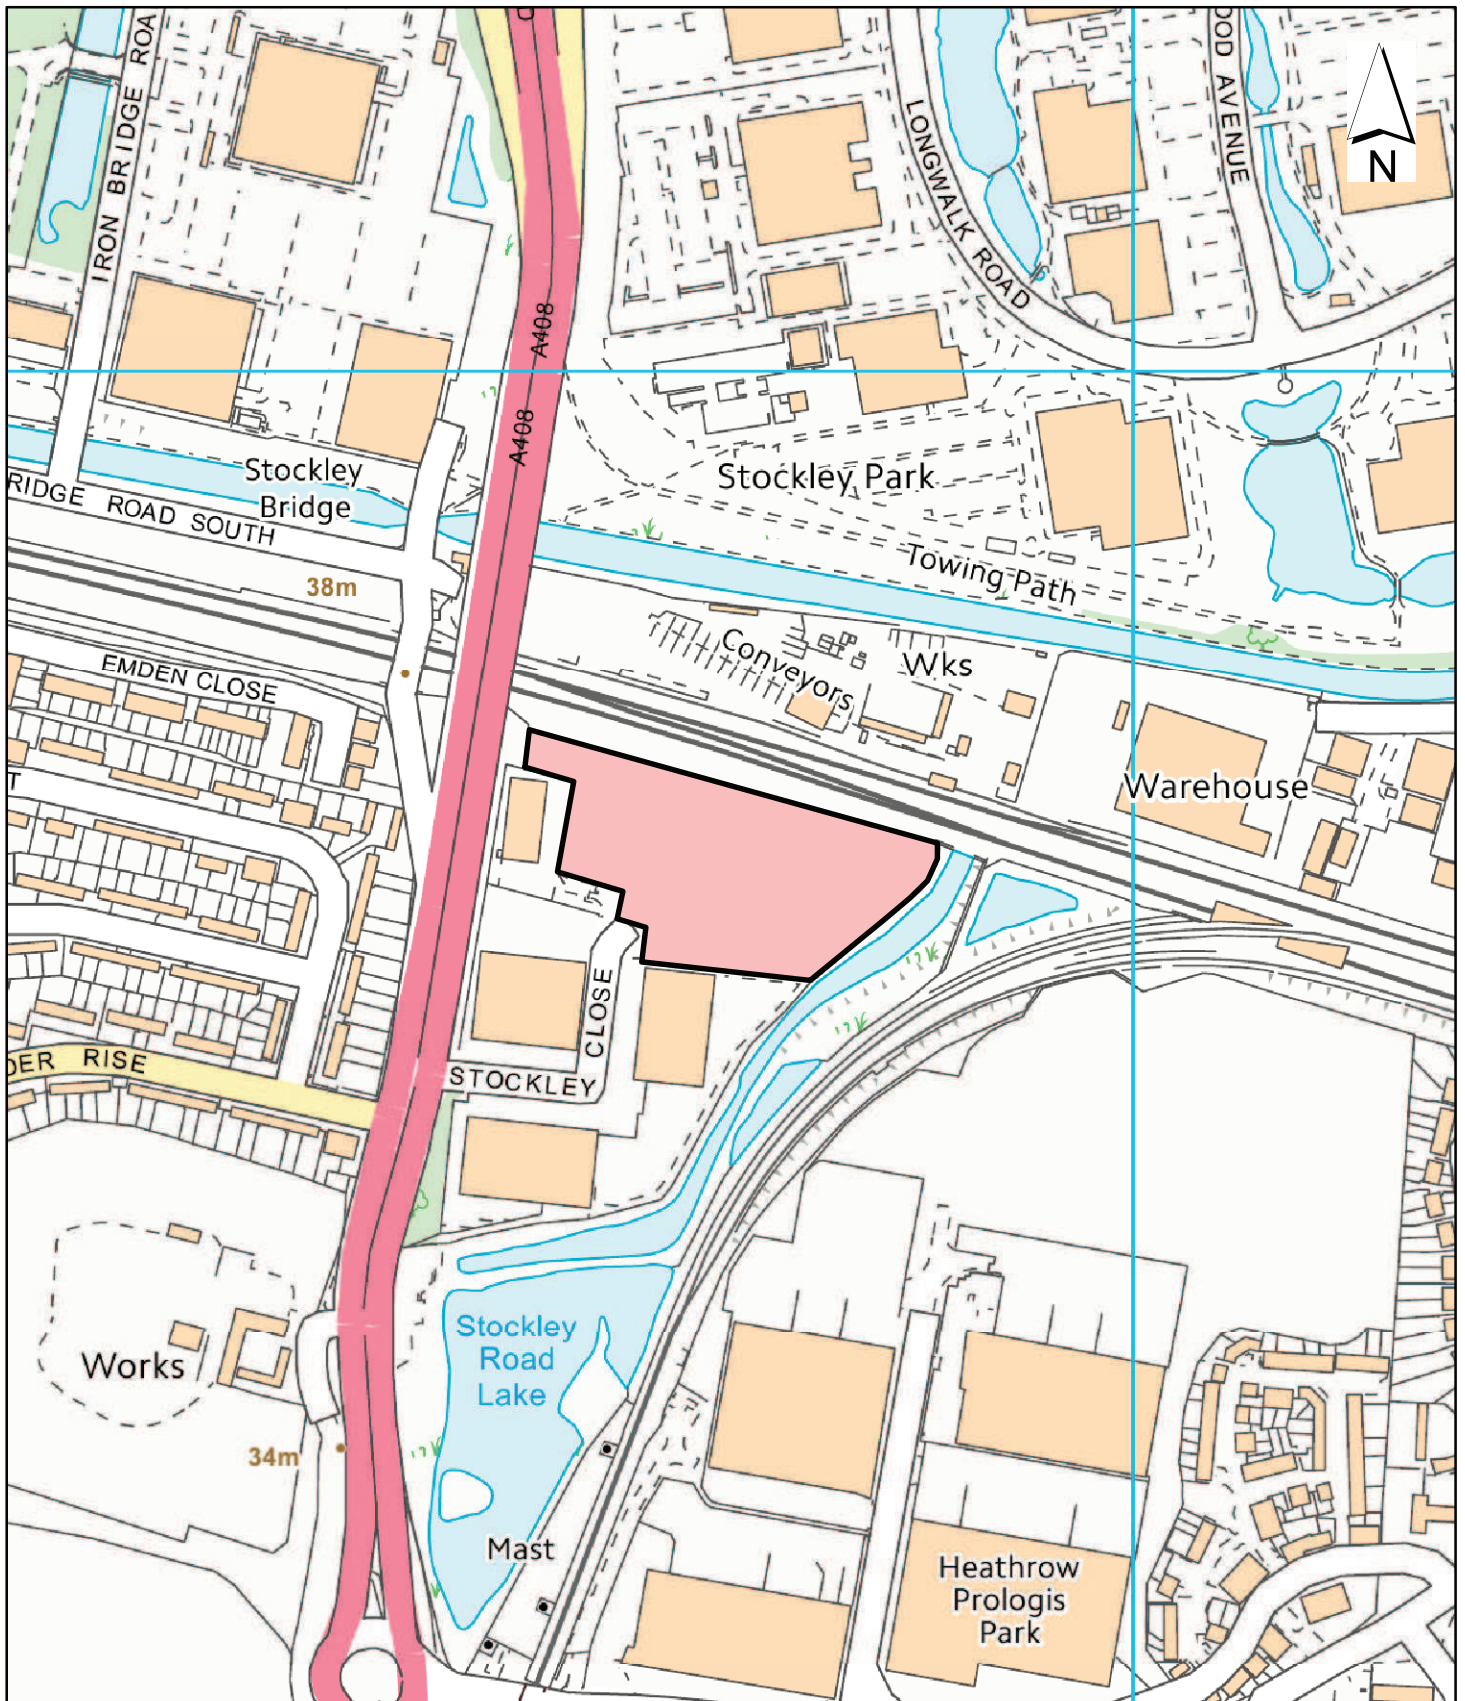 IRON BRIDGE ROA
LONGWALK ROAD
OOD AVENUE
N
A408
A408
Stockley
Bridge
Stockley Park
RIDGE ROAD SOUTH
Towing Path
38m
Conveyors
Wks
EMDEN CLOSE
Warehouse
T
CLOSE
STOCKLEY
DER RISE
Stockley
Road
Lake
Works
34m
Mast
Heathrow
Prologis
Park